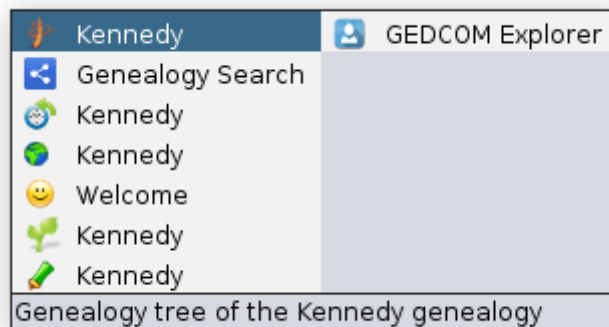 Kennedy
GEDCOM Explorer
Genealogy Search
Kennedy
Kennedy
Welcome
Kennedy
Kennedy
Genealogy tree of the Kennedy genealogy